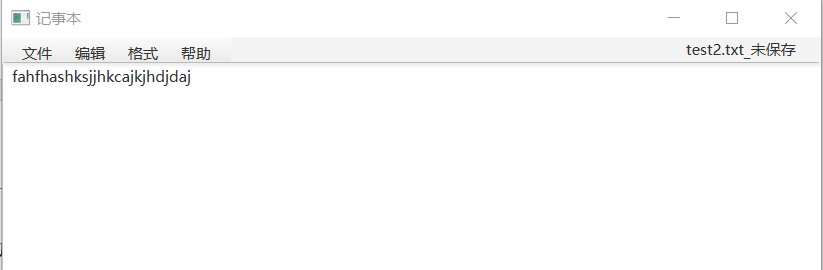 记事本
文件 编辑 格式 帮助 test2.txt_未保存
fahfhashksjjhkcajkjhdjdaj